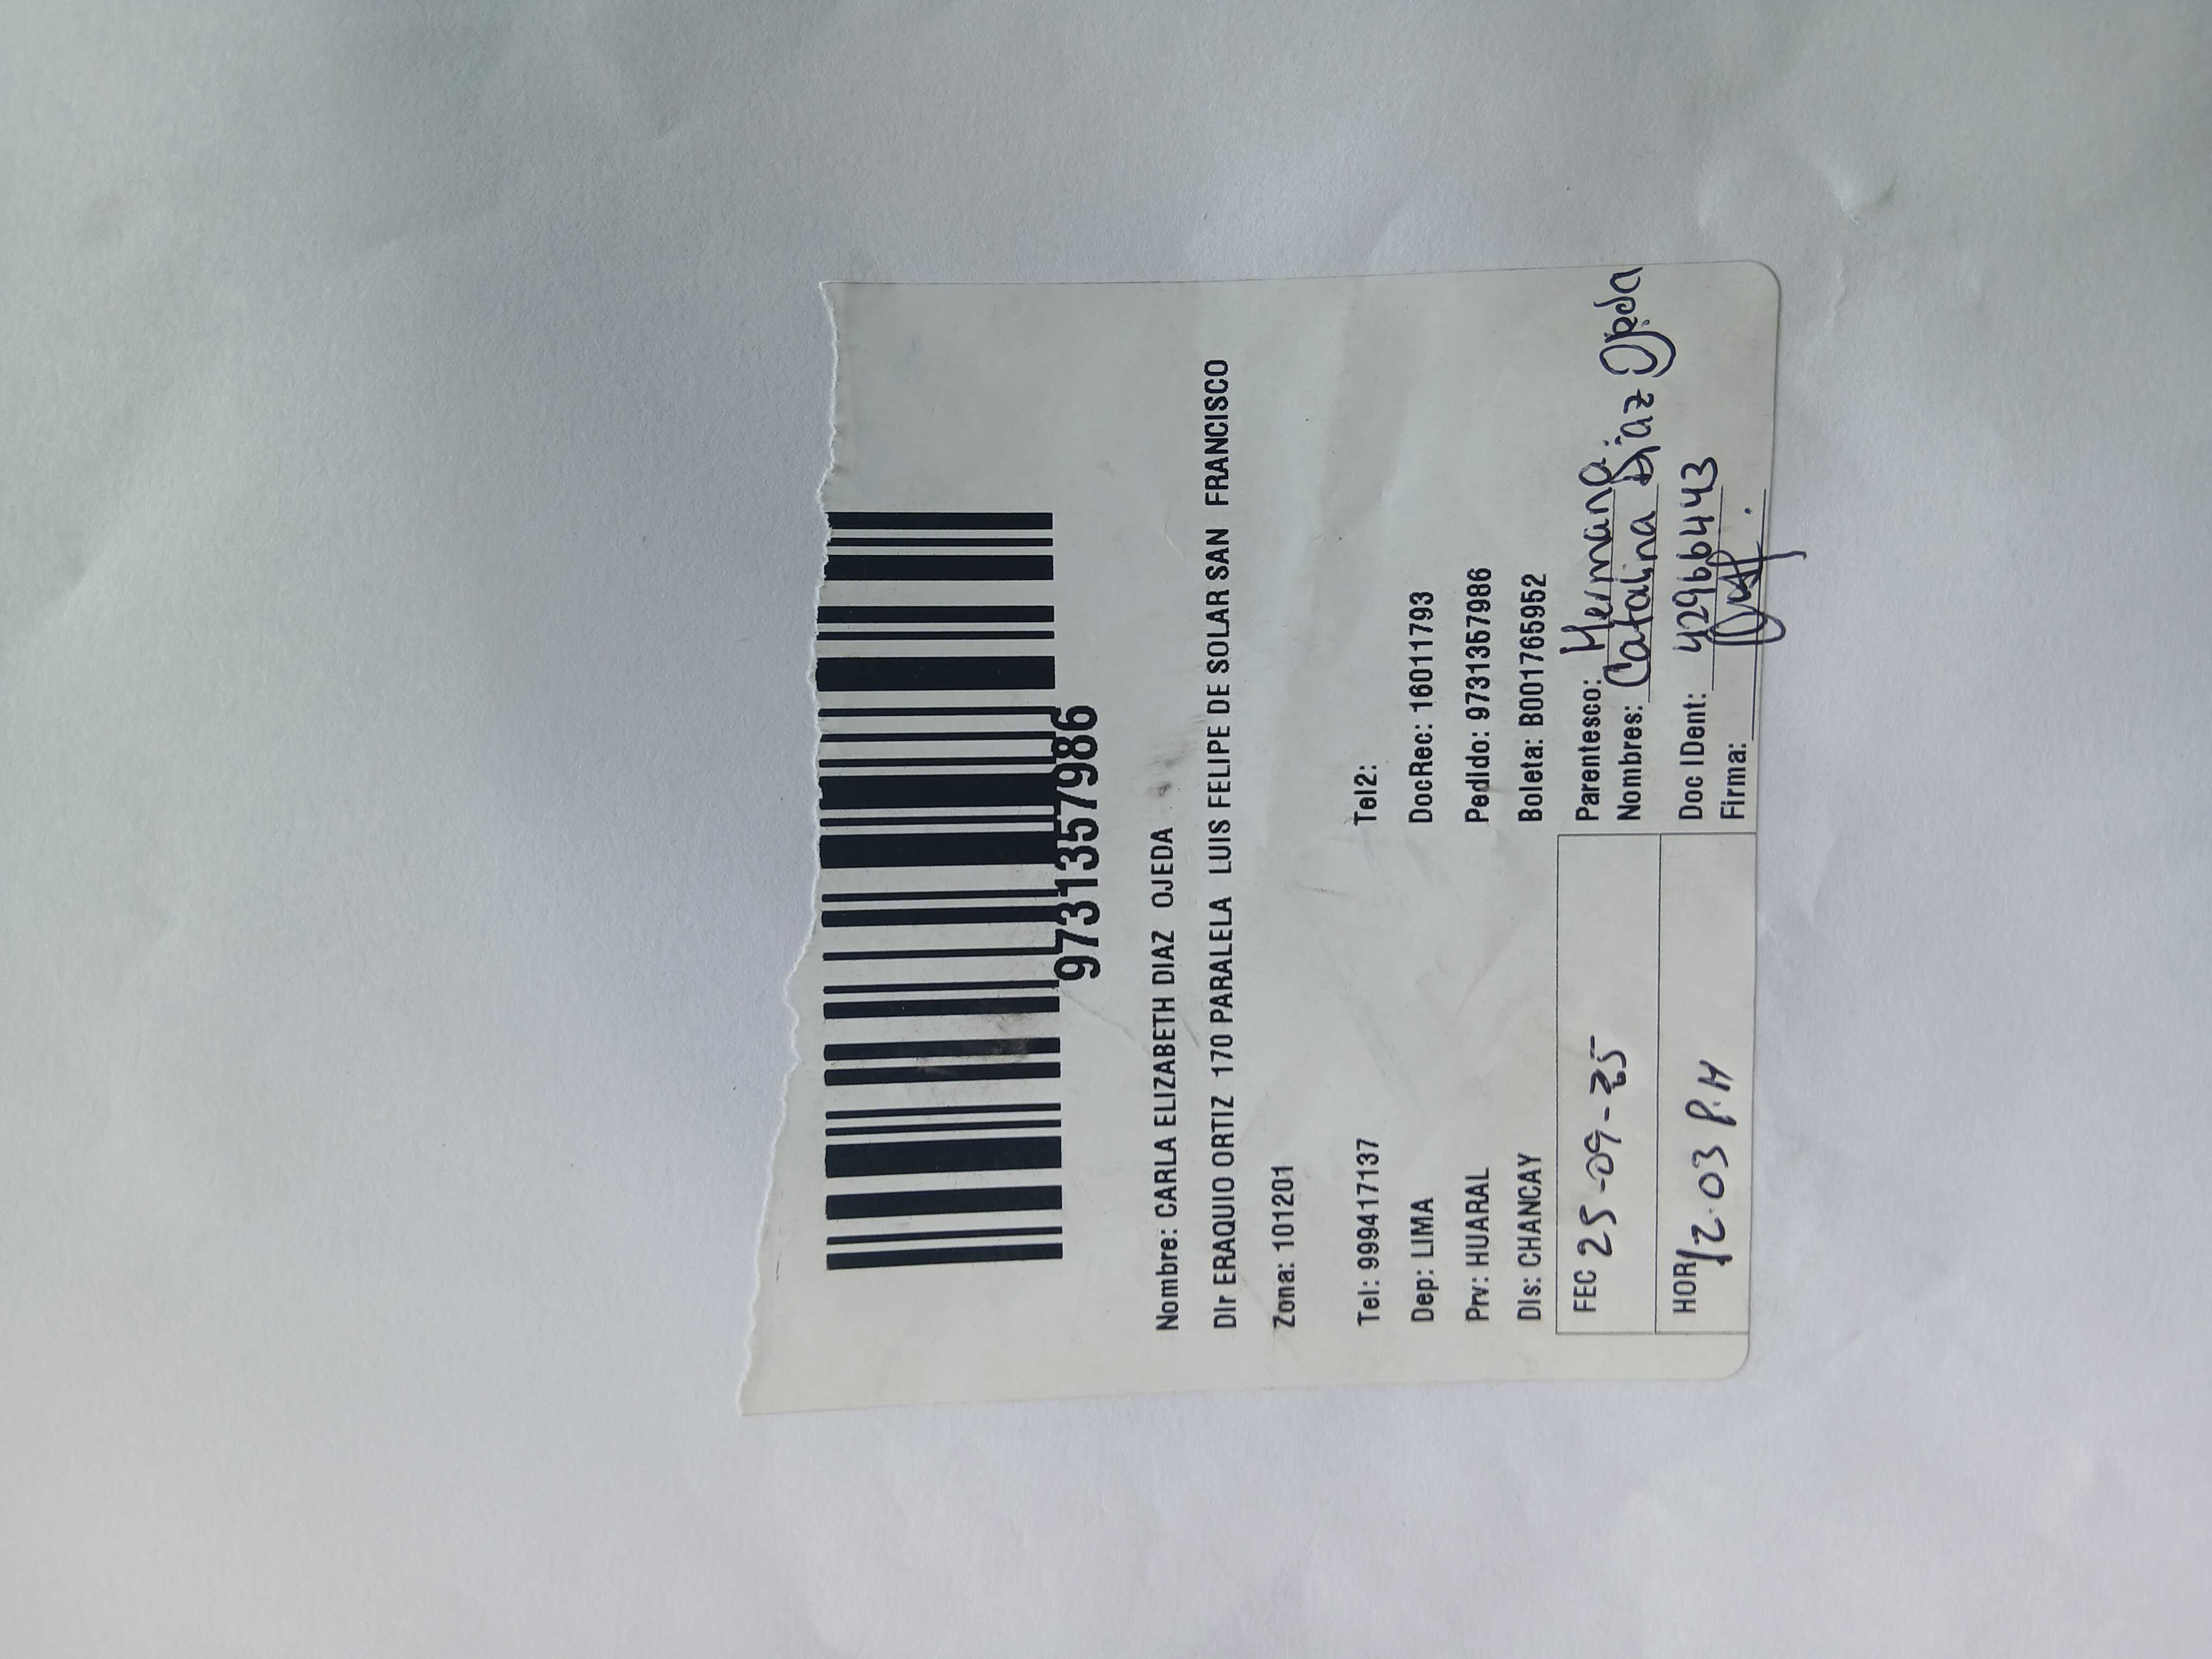 9731357986
Nombre: CARLA ELIZABETH DIAZ OJEDA
Dir ERAQUIO ORTIZ 170 PARALELA LUIS FELIPE DE SOLAR SAN FRANCISCO
Zona: 101201
Tel: 999417137 Tel2:
Dep: LIMA DocRec: 16011793
Prv: HUARAL Pedido: 9731357986
Dis: CHANCAY Boleta: B001765952
FEC 25-09-25 Parentesco: Hermana
Nombres: Catalina Diaz Ojeda
HOR 12.03 P.M Doc IDent: 42966443
Firma: